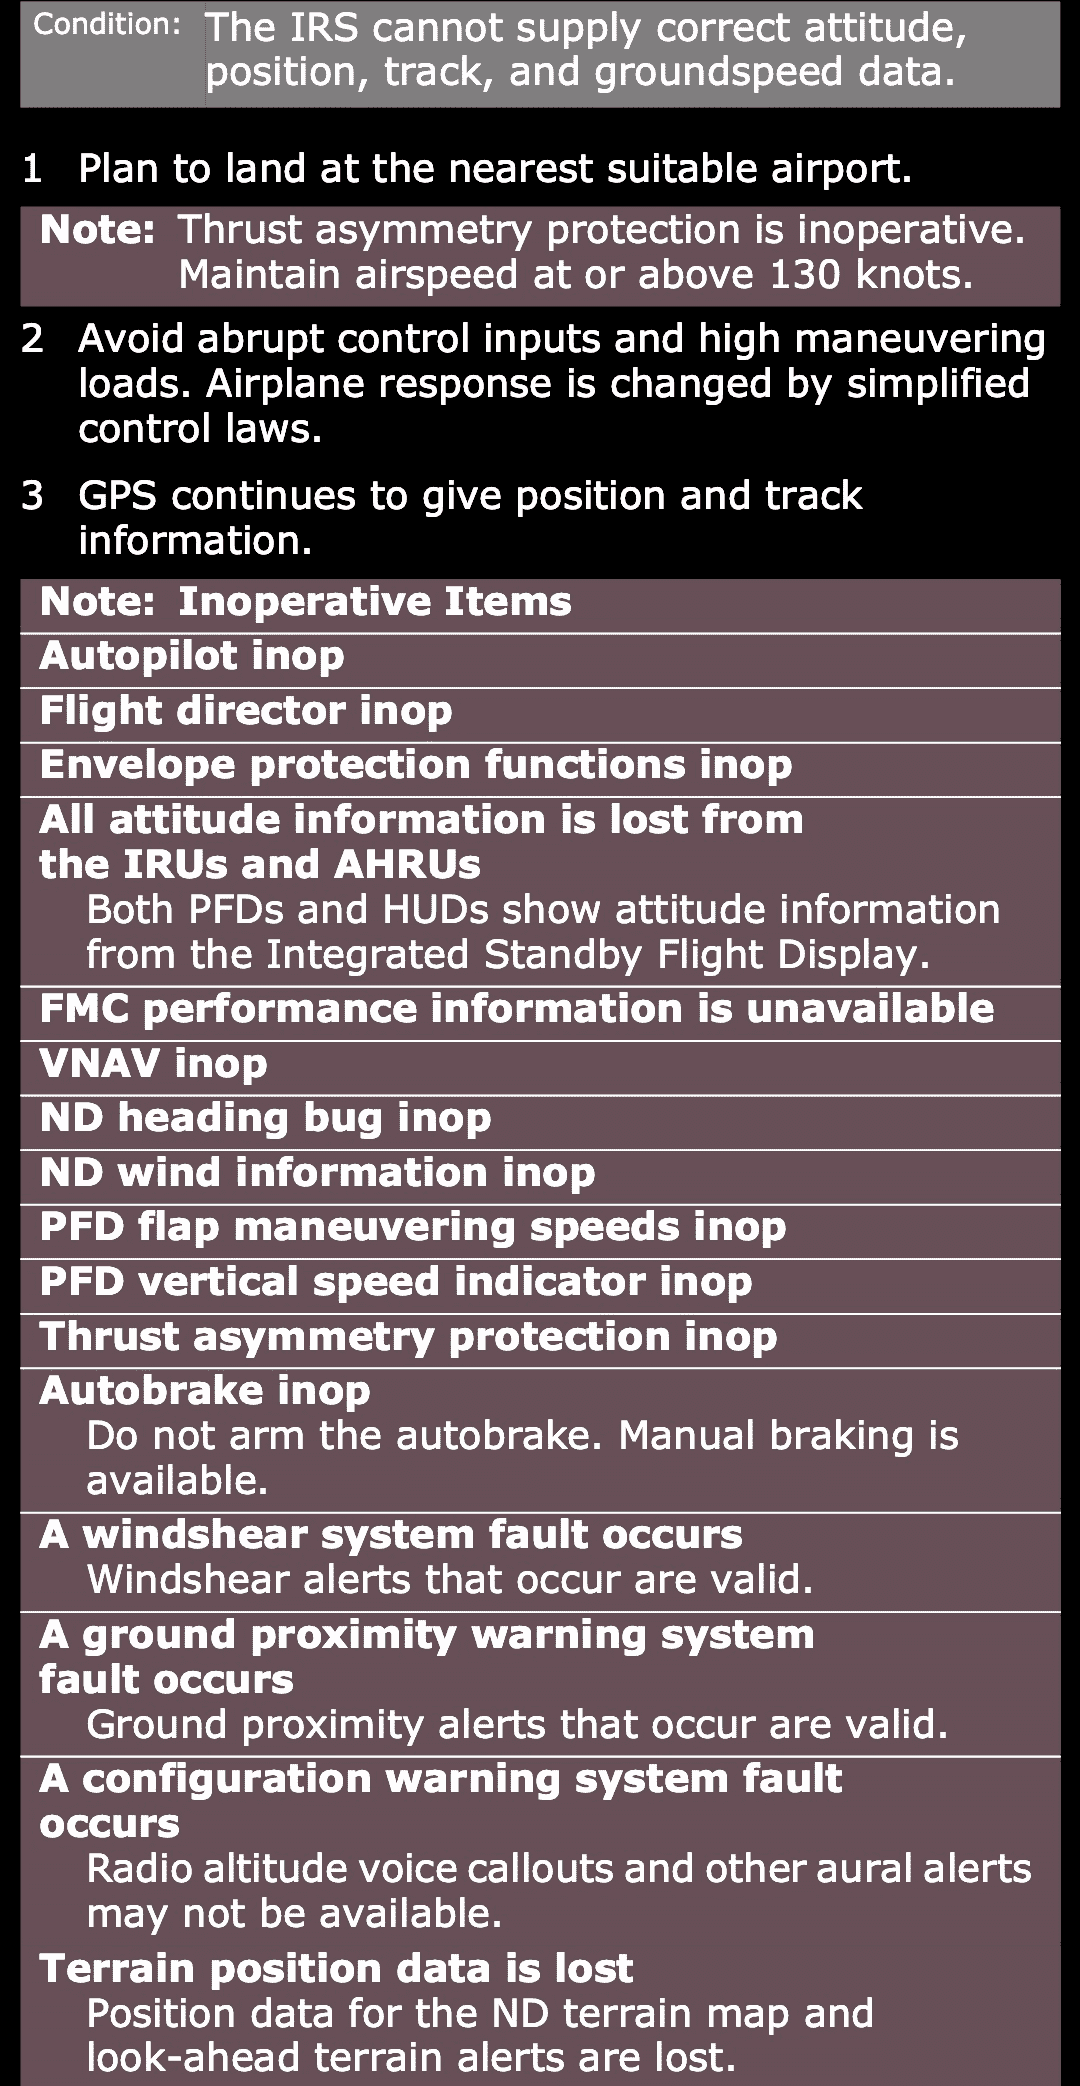 Condition: The IRS cannot supply correct attitude,
position, track, and groundspeed data.
1 Plan to land at the nearest suitable airport.
Note: Thrust asymmetry protection is inoperative.
Maintain airspeed at or above 130 knots.
2 Avoid abrupt control inputs and high maneuvering
loads. Airplane response is changed by simplified
control laws.
3 GPS continues to give position and track
information.
Note: Inoperative Items
Autopilot inop
Flight director inop
Envelope protection functions inop
All attitude information is lost from
the IRUs and AHRUs
Both PFDs and HUDs show attitude information
from the Integrated Standby Flight Display.
FMC performance information is unavailable
VNAV inop
ND heading bug inop
ND wind information inop
PFD flap maneuvering speeds inop
PFD vertical speed indicator inop
Thrust asymmetry protection inop
Autobrake inop
Do not arm the autobrake. Manual braking is
available.
A windshear system fault occurs
Windshear alerts that occur are valid.
A ground proximity warning system
fault occurs
Ground proximity alerts that occur are valid.
A configuration warning system fault
occurs
Radio altitude voice callouts and other aural alerts
may not be available.
Terrain position data is lost
Position data for the ND terrain map and
look-ahead terrain alerts are lost.